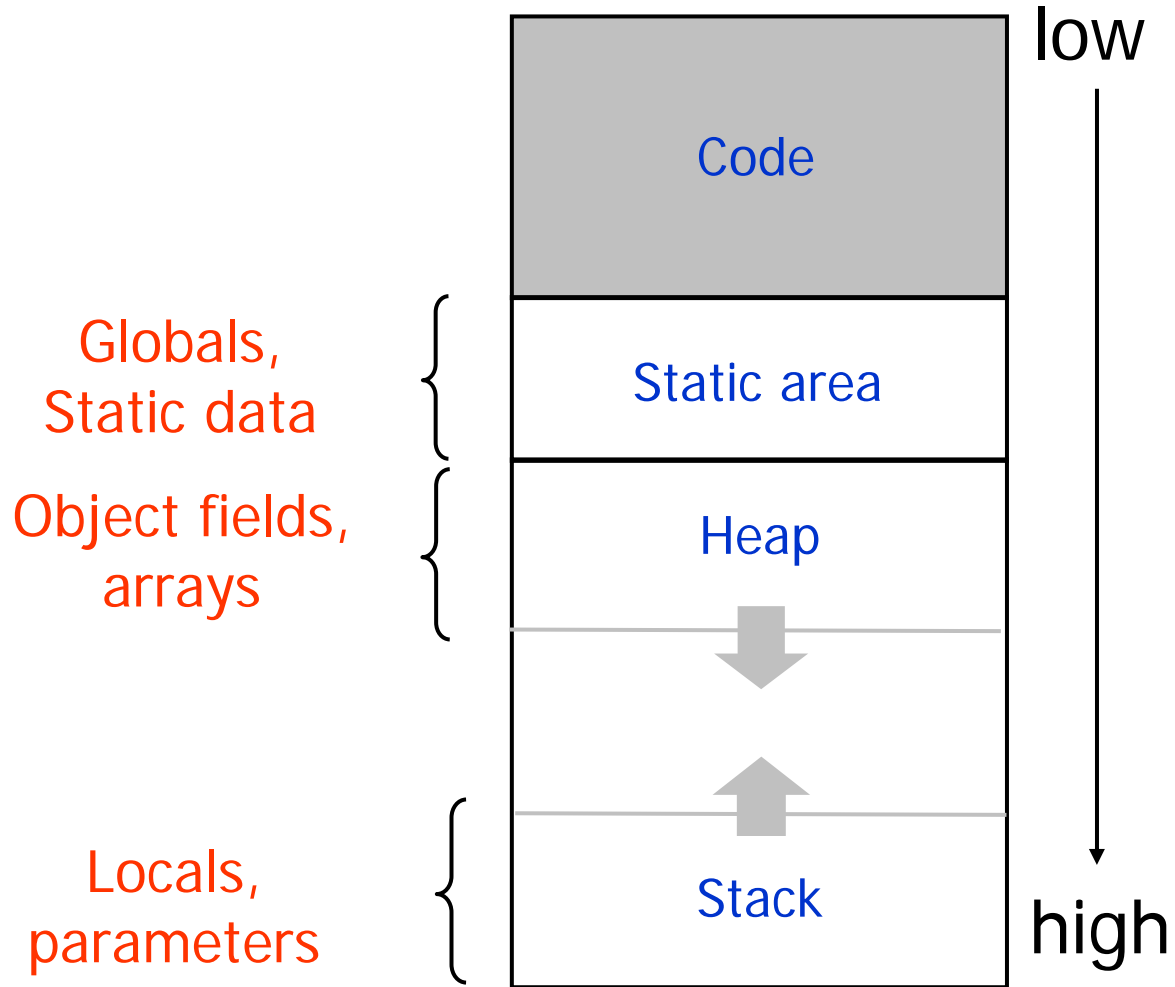 low
Code
Globals,
Static data
Static area
Object fields,
arrays
Heap
Locals,
parameters
Stack
high